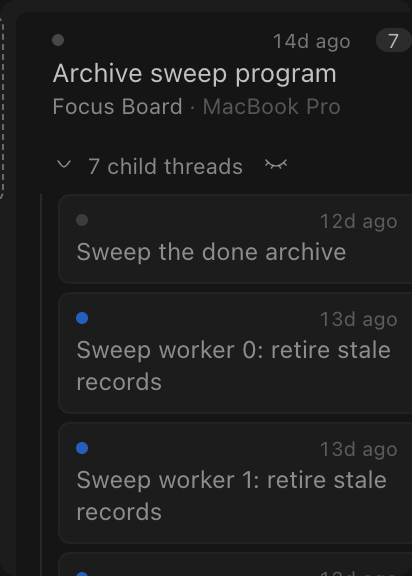 14d ago 7
Archive sweep program
Focus Board · MacBook Pro
7 child threads
12d ago
Sweep the done archive
13d ago
Sweep worker 0: retire stale
records
13d ago
Sweep worker 1: retire stale
records